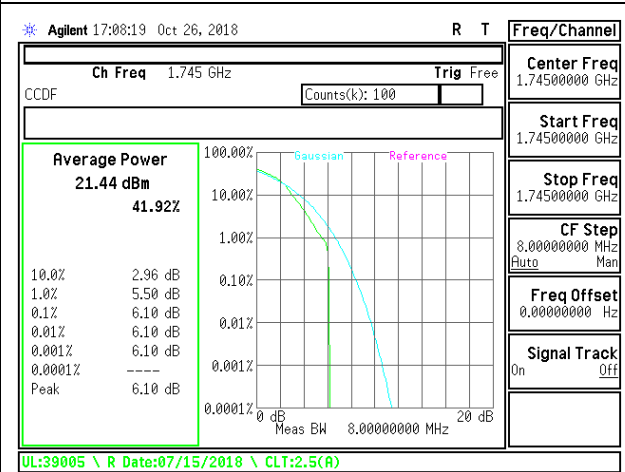 Agilent 17:08:19 Oct 26, 2018 R T
Freq/Channel
Ch Freq 1.745 GHz Trig Free
CCDF Counts(k): 100
Average Power
21.44 dBm
41.92%
10.0% 2.96 dB
1.0% 5.50 dB
0.1% 6.10 dB
0.01% 6.10 dB
0.001% 6.10 dB
0.0001% ----
Peak 6.10 dB
Gaussian Reference
100.00%
10.00%
1.00%
0.10%
0.01%
0.001%
0.0001%
0 dB 20 dB
Meas BW 8.00000000 MHz
Center Freq
1.74500000 GHz
Start Freq
1.74500000 GHz
Stop Freq
1.74500000 GHz
CF Step
8.00000000 MHz
Auto Man
Freq Offset
0.00000000 Hz
Signal Track
On Off
UL:39005 \ R Date:07/15/2018 \ CLT:2.5(A)